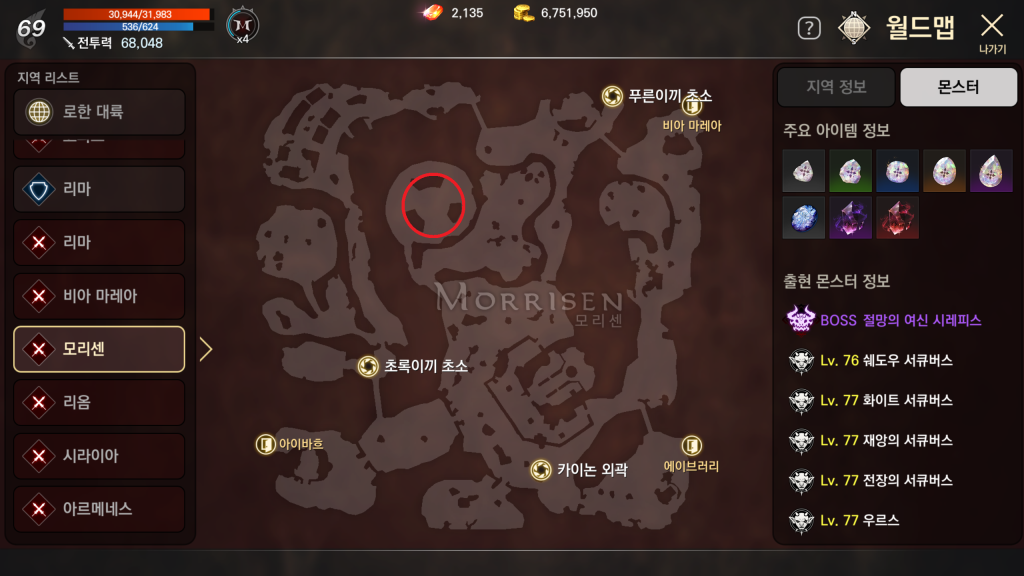 69
30,944/31,983
536/624
전투력 68,048
M
x4
2,135
6,751,950
?
월드맵
나가기
지역 리스트
로한 대륙
리마
리마
비아 마레아
모리센
리옴
시라이아
아르메네스
푸른이끼 초소
비아 마레아
MORRISEN
모리센
초록이끼 초소
아이바흐
카이논 외곽
에이브러리
지역 정보
몬스터
주요 아이템 정보
출현 몬스터 정보
BOSS 절망의 여신 시레피스
Lv. 76 쉐도우 서큐버스
Lv. 77 화이트 서큐버스
Lv. 77 재앙의 서큐버스
Lv. 77 전장의 서큐버스
Lv. 77 우르스